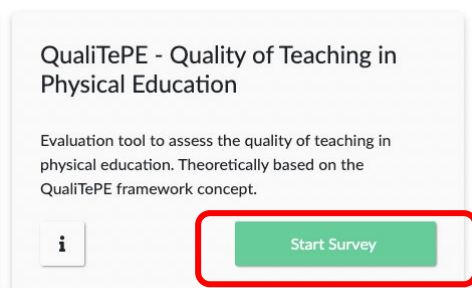 QualiTePE - Quality of Teaching in
Physical Education
Evaluation tool to assess the quality of teaching in
physical education. Theoretically based on the
QualiTePE framework concept.
i
Start Survey